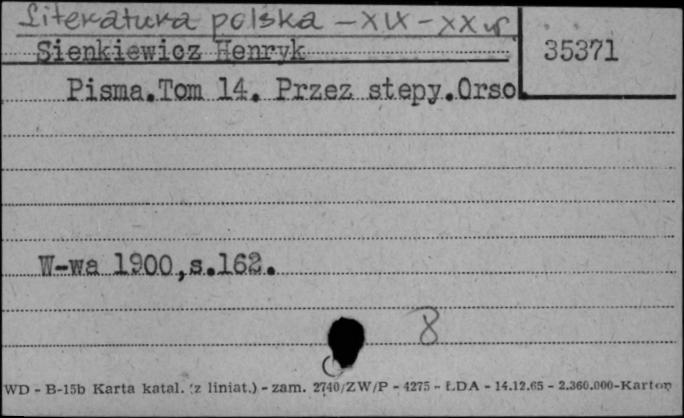 Literatura polska - XIX - XX w.
Sienkiewicz Henryk
35371
Pisma.Tom 14. Przez stepy.Orso
W-wa 1900,s.162.
8
WD - B-15b Karta katal. (z liniat.) - zam. 2740/ZW/P - 4275 - ŁDA - 14.12.65 - 2.360.000-Karton